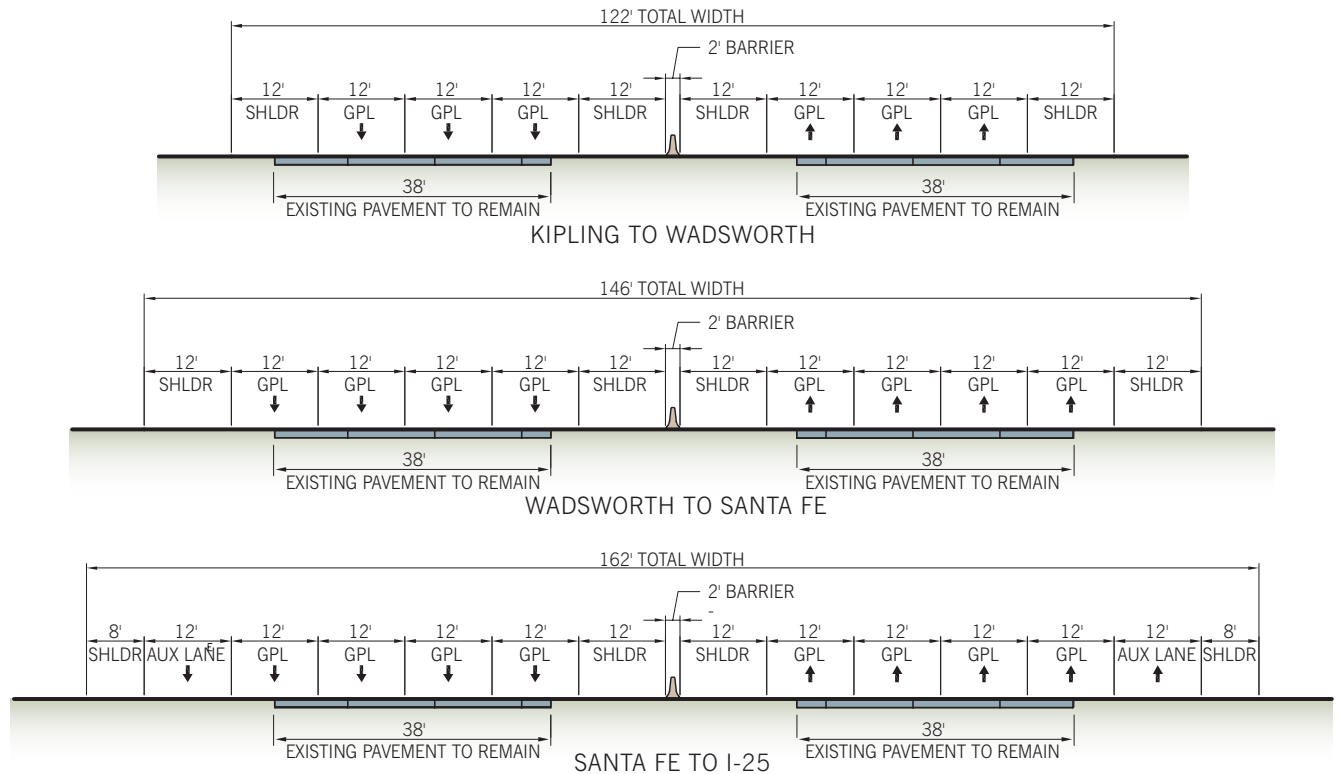 122' TOTAL WIDTH
2' BARRIER
12' 12' 12' 12' 12' 12' 12' 12' 12' 12'
SHLDR GPL GPL GPL SHLDR SHLDR GPL GPL GPL SHLDR
38' 38'
EXISTING PAVEMENT TO REMAIN EXISTING PAVEMENT TO REMAIN
KIPLING TO WADSWORTH
146' TOTAL WIDTH
2' BARRIER
12' 12' 12' 12' 12' 12' 12' 12' 12' 12' 12' 12'
SHLDR GPL GPL GPL GPL SHLDR SHLDR GPL GPL GPL GPL SHLDR
38' 38'
EXISTING PAVEMENT TO REMAIN EXISTING PAVEMENT TO REMAIN
WADSWORTH TO SANTA FE
162' TOTAL WIDTH
2' BARRIER
-
8' 12' 12' 12' 12' 12' 12' 12' 12' 12' 12' 12' 12' 8'
SHLDR AUX LANE GPL GPL GPL GPL SHLDR SHLDR GPL GPL GPL GPL AUX LANE SHLDR
38' 38'
EXISTING PAVEMENT TO REMAIN EXISTING PAVEMENT TO REMAIN
SANTA FE TO I-25